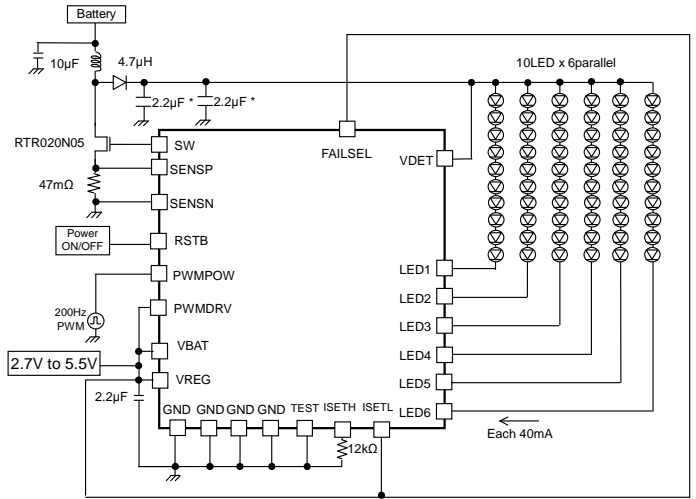 Battery
10µF
4.7µH
2.2µF *
2.2µF *
10LED x 6parallel
RTR020N05
47mΩ
SW
SENSP
SENSN
FAILSEL
VDET
Power
ON/OFF
RSTB
PWMPOW
200Hz
PWM
PWMDRV
VBAT
2.7V to 5.5V
VREG
2.2µF
LED1
LED2
LED3
LED4
LED5
LED6
GND
GND
GND
GND
TEST
ISETH
ISETL
12kΩ
Each 40mA